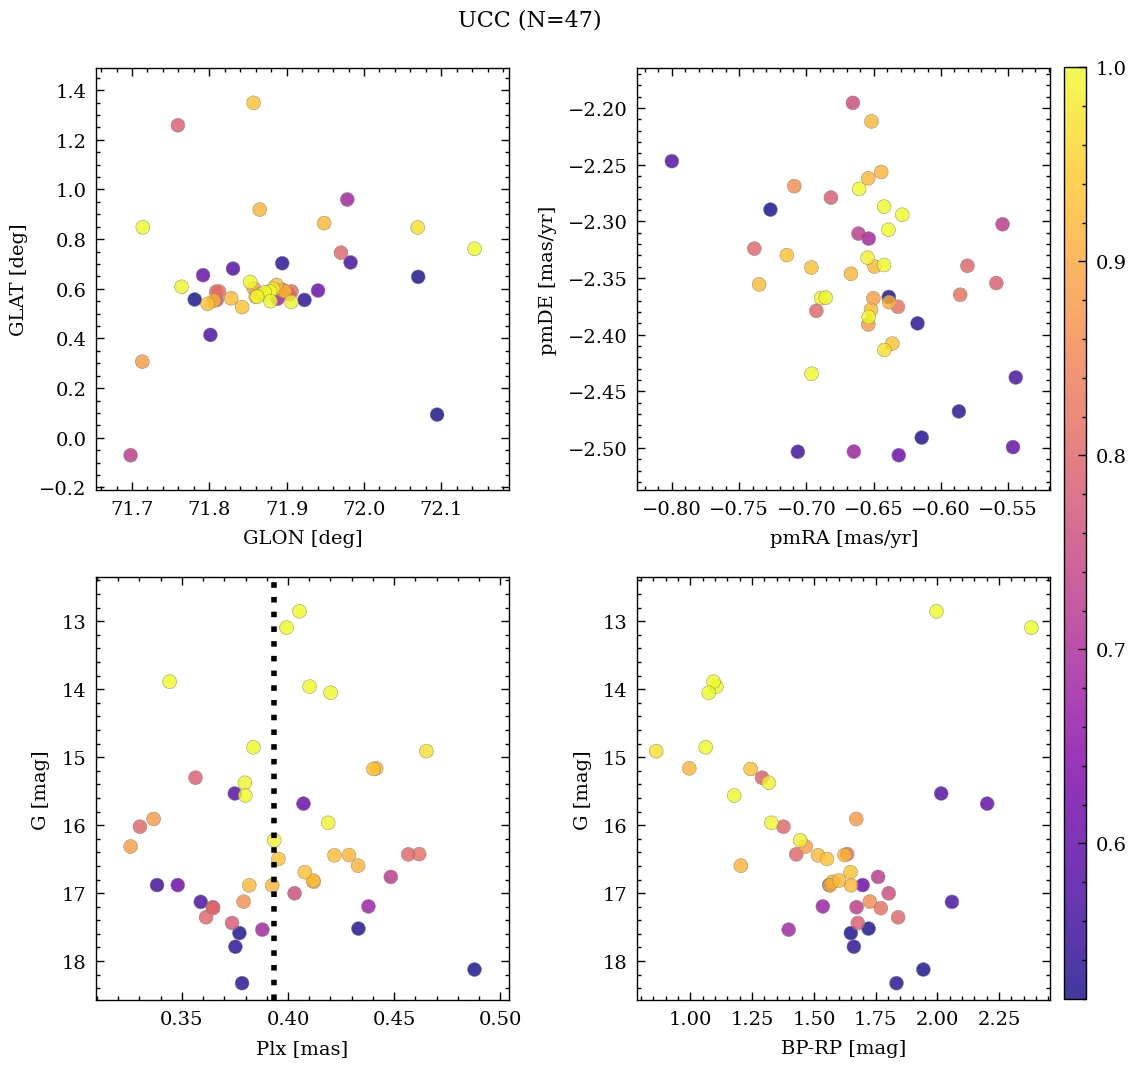 UCC (N=47)
1.4
1.2
1.0
0.8
0.6
0.4
0.2
0.0
−0.2
GLAT [deg]
71.7 71.8 71.9 72.0 72.1
GLON [deg]
−2.20
−2.25
−2.30
−2.35
−2.40
−2.45
−2.50
pmDE [mas/yr]
−0.80 −0.75 −0.70 −0.65 −0.60 −0.55
pmRA [mas/yr]
13
14
15
16
17
18
G [mag]
0.35 0.40 0.45 0.50
Plx [mas]
13
14
15
16
17
18
G [mag]
1.00 1.25 1.50 1.75 2.00 2.25
BP-RP [mag]
1.0
0.9
0.8
0.7
0.6